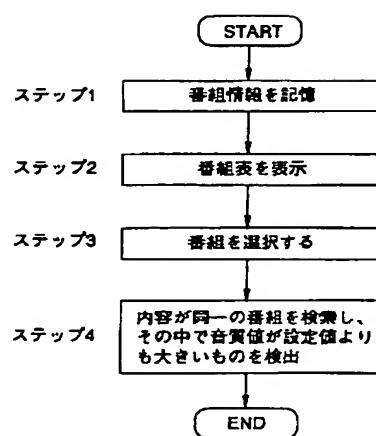 START
ステップ1
番組情報を記憶
ステップ2
番組表を表示
ステップ3
番組を選択する
ステップ4
内容が同一の番組を検索し、
その中で音質値が設定値より
も大きいものを検出
END